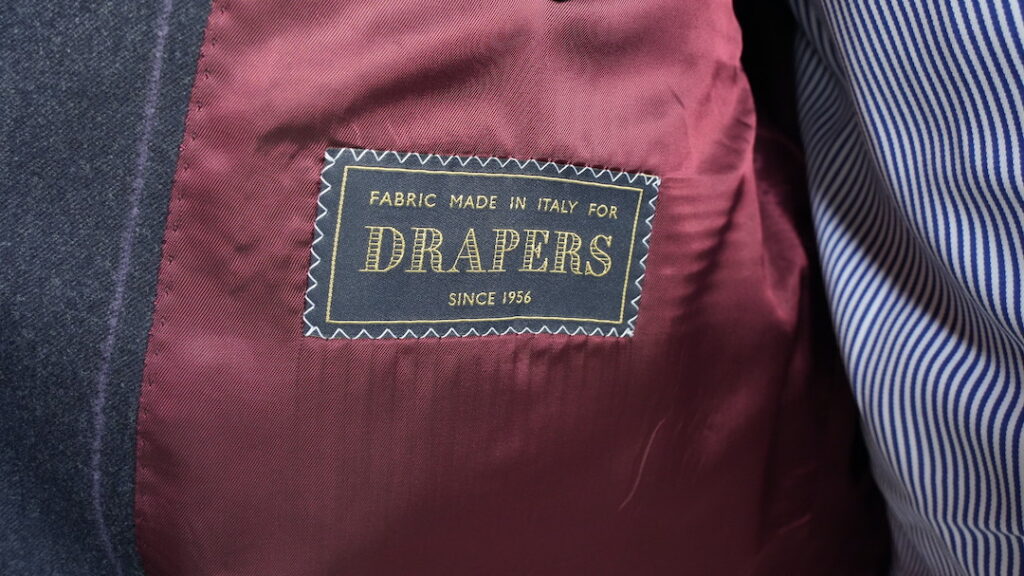 FABRIC MADE IN ITALY FOR
DRAPERS
SINCE 1956